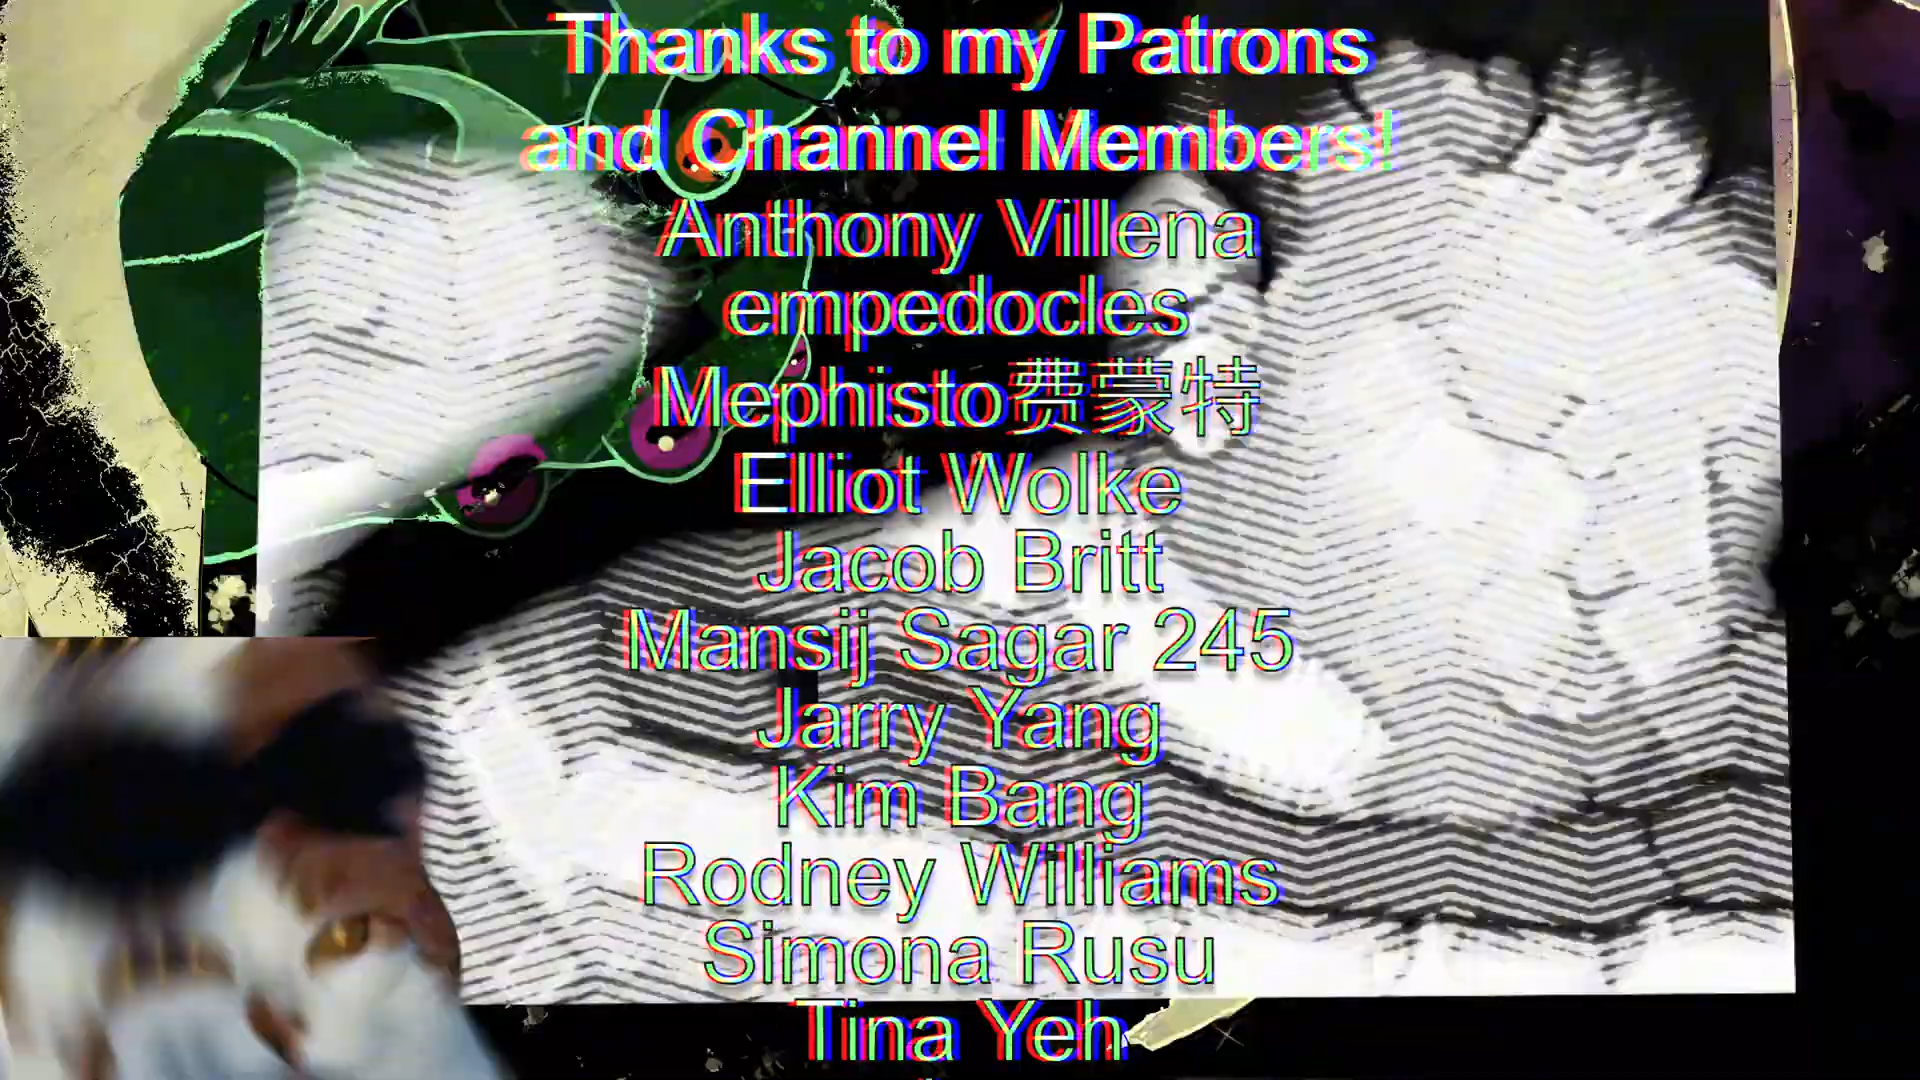 Thanks to my Patrons
and Channel Members!
Anthony Villena
empedocles
Mephisto费蒙特
Elliot Wolke
Jacob Britt
Mansij Sagar 245
Jarry Yang
Kim Bang
Rodney Williams
Simona Rusu
Tina Yeh